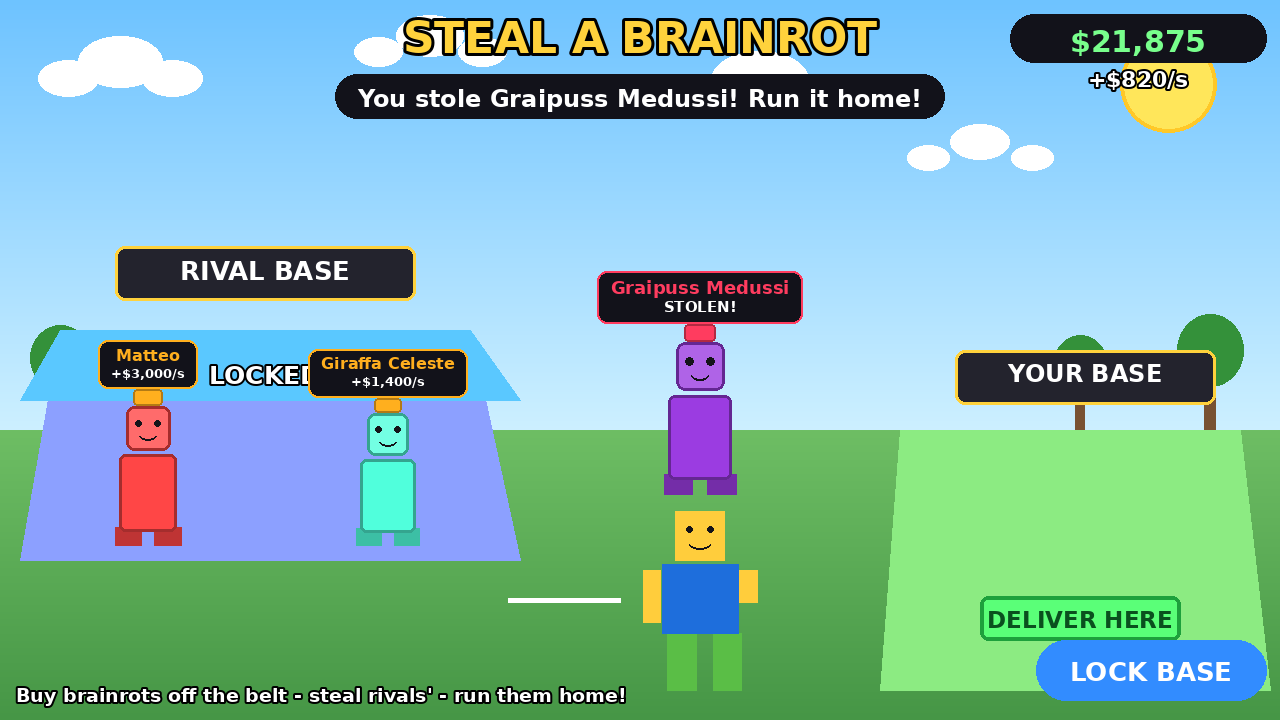 STEAL A BRAINROT
$21,875
+$820/s
You stole Graipuss Medussi! Run it home!
RIVAL BASE
Graipuss Medussi
STOLEN!
Matteo
+$3,000/s
LOCKED
Giraffa Celeste
+$1,400/s
YOUR BASE
DELIVER HERE
LOCK BASE
Buy brainrots off the belt - steal rivals' - run them home!